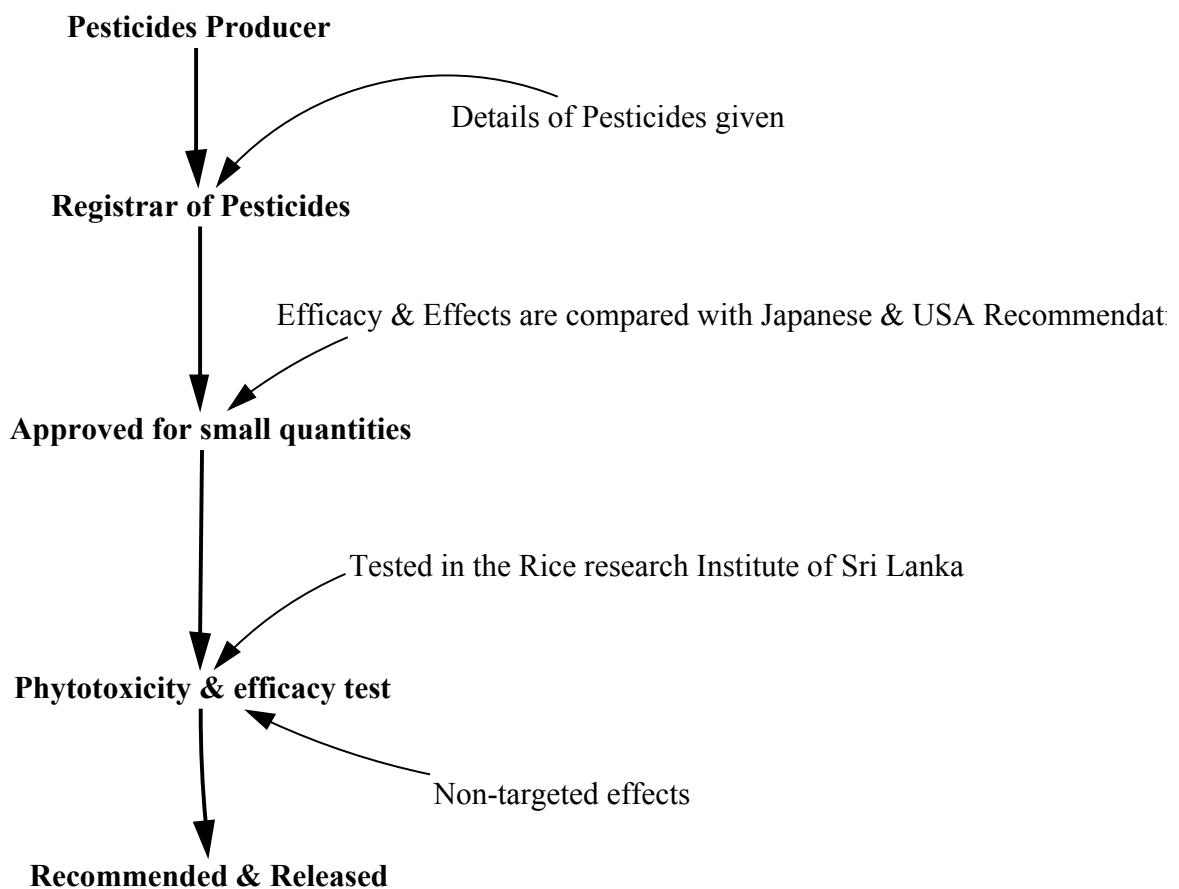 Pesticides Producer
Details of Pesticides given
Registrar of Pesticides
Efficacy & Effects are compared with Japanese & USA
Approved for small quantities
Tested in the Rice research Institute of Sri Lanka
Phytotoxicity & efficacy test
Non-targeted effects
Recommended & Released